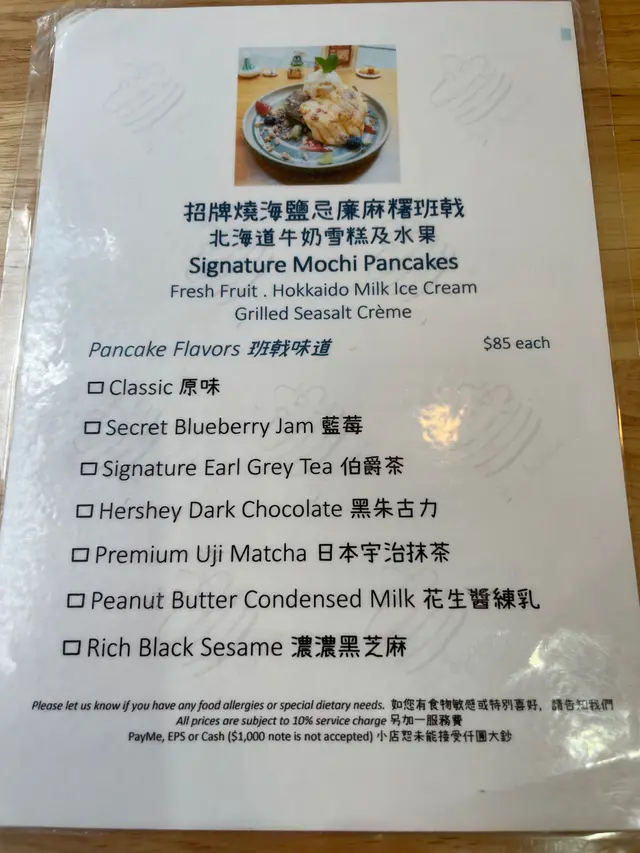 招牌燒海鹽忌廉麻糬班戟
北海道牛奶雪糕及水果
Signature Mochi Pancakes
Fresh Fruit . Hokkaido Milk Ice Cream
Grilled Seasalt Crème
Pancake Flavors 班戟味道 $85 each
Classic 原味
Secret Blueberry Jam 藍莓
Signature Earl Grey Tea 伯爵茶
Hershey Dark Chocolate 黑朱古力
Premium Uji Matcha 日本宇治抹茶
Peanut Butter Condensed Milk 花生醬練乳
Rich Black Sesame 濃濃黑芝麻
Please let us know if you have any food allergies or special dietary needs. 如您有食物敏感或特別喜好，請告知我們
All prices are subject to 10% service charge 另加一服務費
PayMe, EPS or Cash ($1,000 note is not accepted) 小店恕未能接受仟圓大鈔